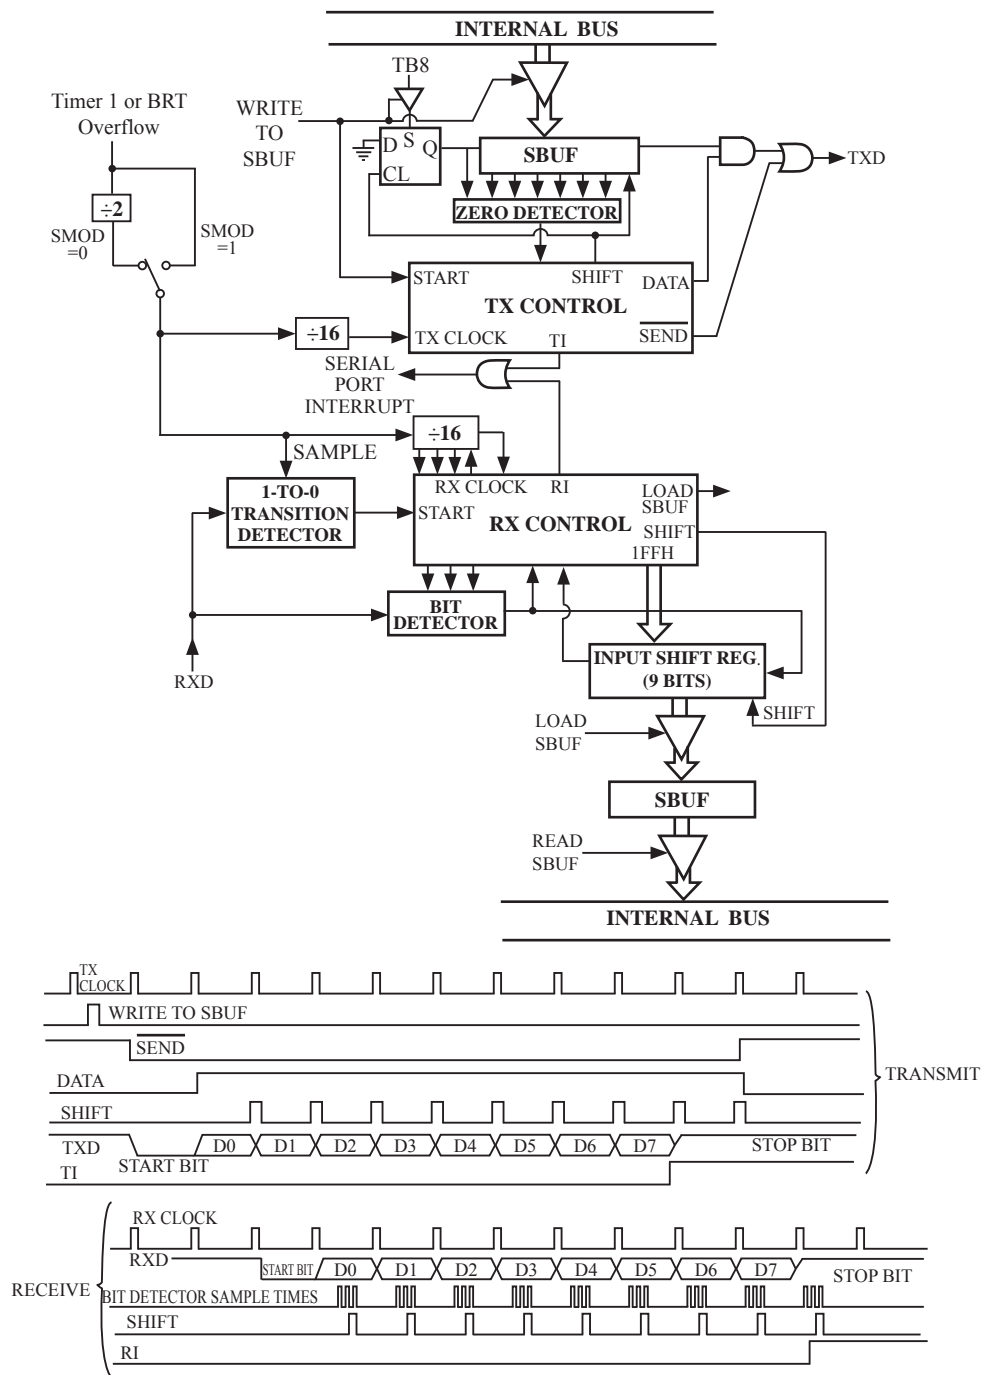 INTERNAL BUS
TB8
Timer 1 or BRT
Overflow
WRITE
TO
SBUF
D S Q
CL
SBUF
TXD
ZERO DETECTOR
÷2
SMOD
=0
SMOD
=1
START
SHIFT
DATA
TX CONTROL
÷16
TX CLOCK
TI
SEND
SERIAL
PORT
INTERRUPT
÷16
SAMPLE
1-TO-0
TRANSITION
DETECTOR
RX CLOCK
RI
LOAD
SBUF
START
RX CONTROL
SHIFT
1FFH
BIT
DETECTOR
RXD
INPUT SHIFT REG.
(9 BITS)
SHIFT
LOAD
SBUF
SBUF
READ
SBUF
INTERNAL BUS
TX
CLOCK
WRITE TO SBUF
SEND
DATA
TRANSMIT
SHIFT
TXD
START BIT
D0 D1 D2 D3 D4 D5 D6 D7
STOP BIT
TI
RX CLOCK
RXD
START BIT
D0 D1 D2 D3 D4 D5 D6 D7
STOP BIT
RECEIVE
BIT DETECTOR SAMPLE TIMES
SHIFT
RI